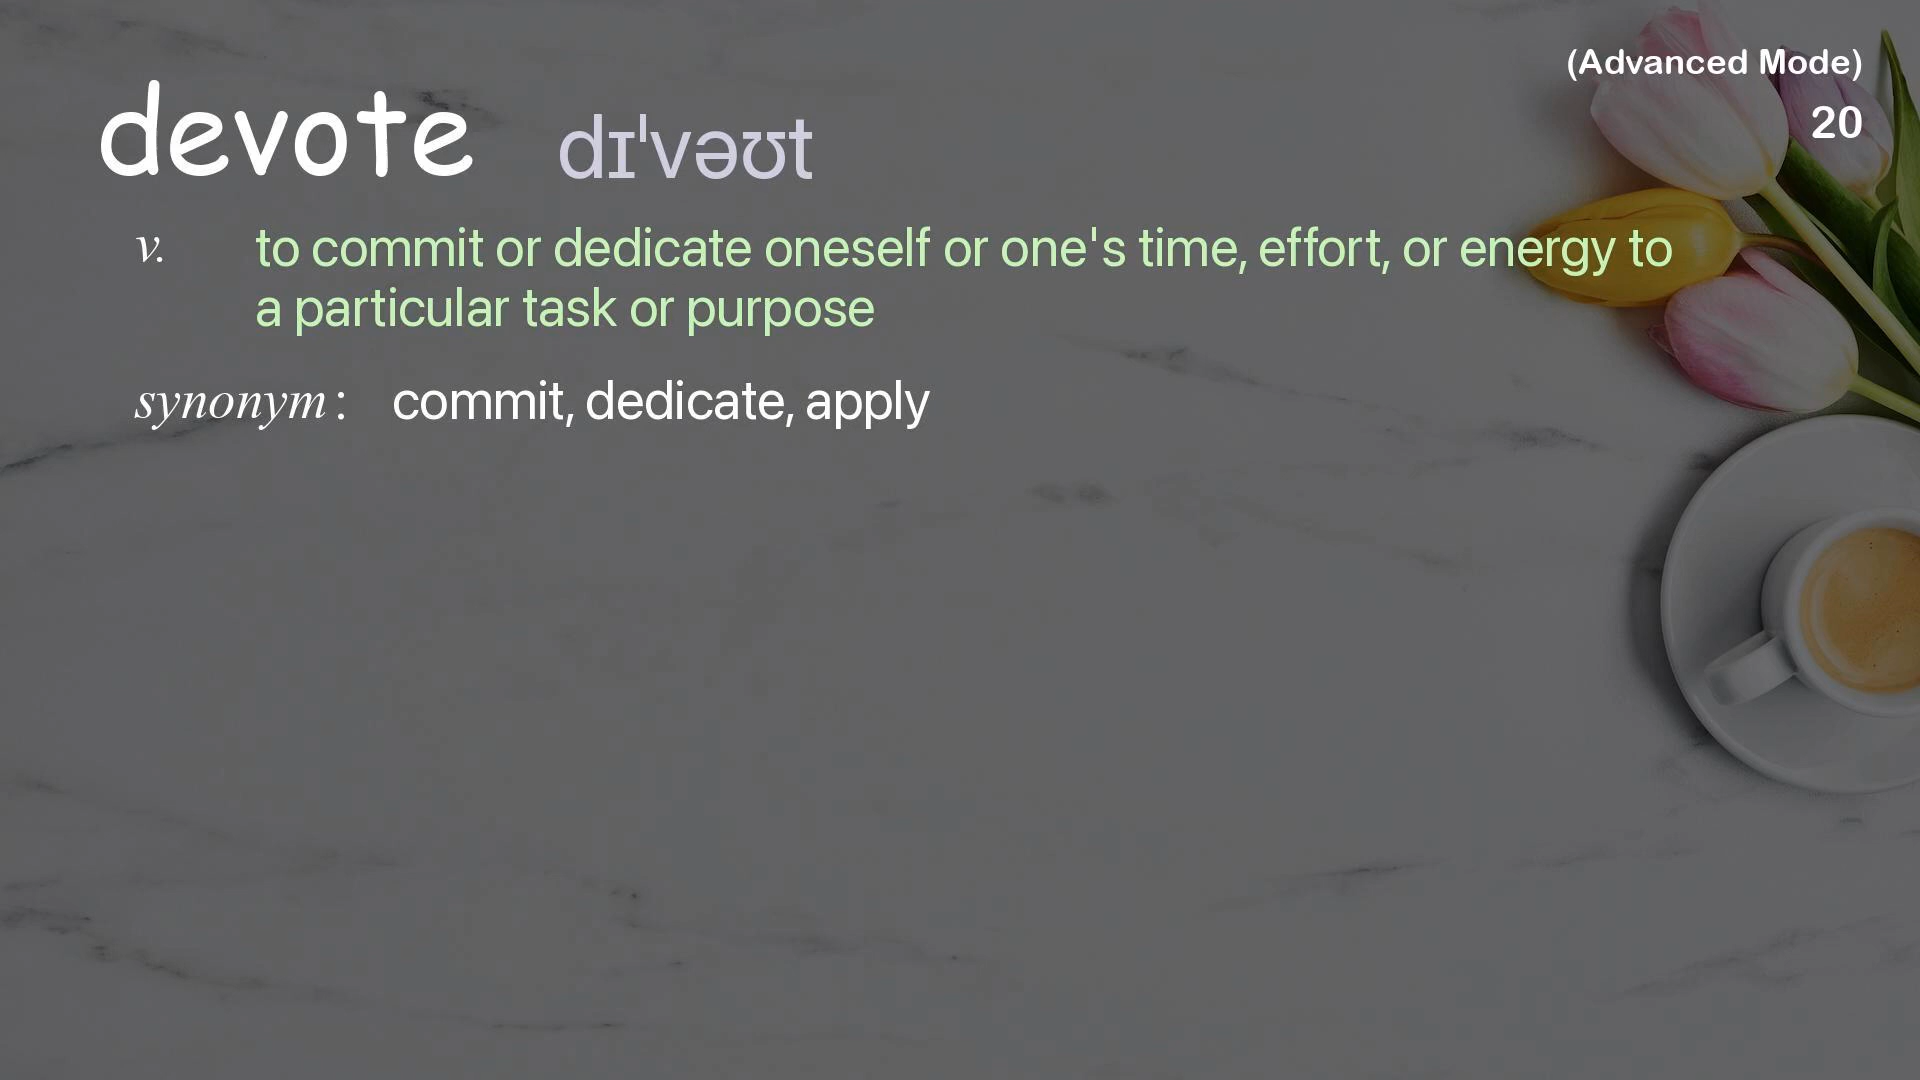 (Advanced Mode)
devote dɪˈvəʊt
20
v. to commit or dedicate oneself or one's time, effort, or energy to
a particular task or purpose
synonym: commit, dedicate, apply